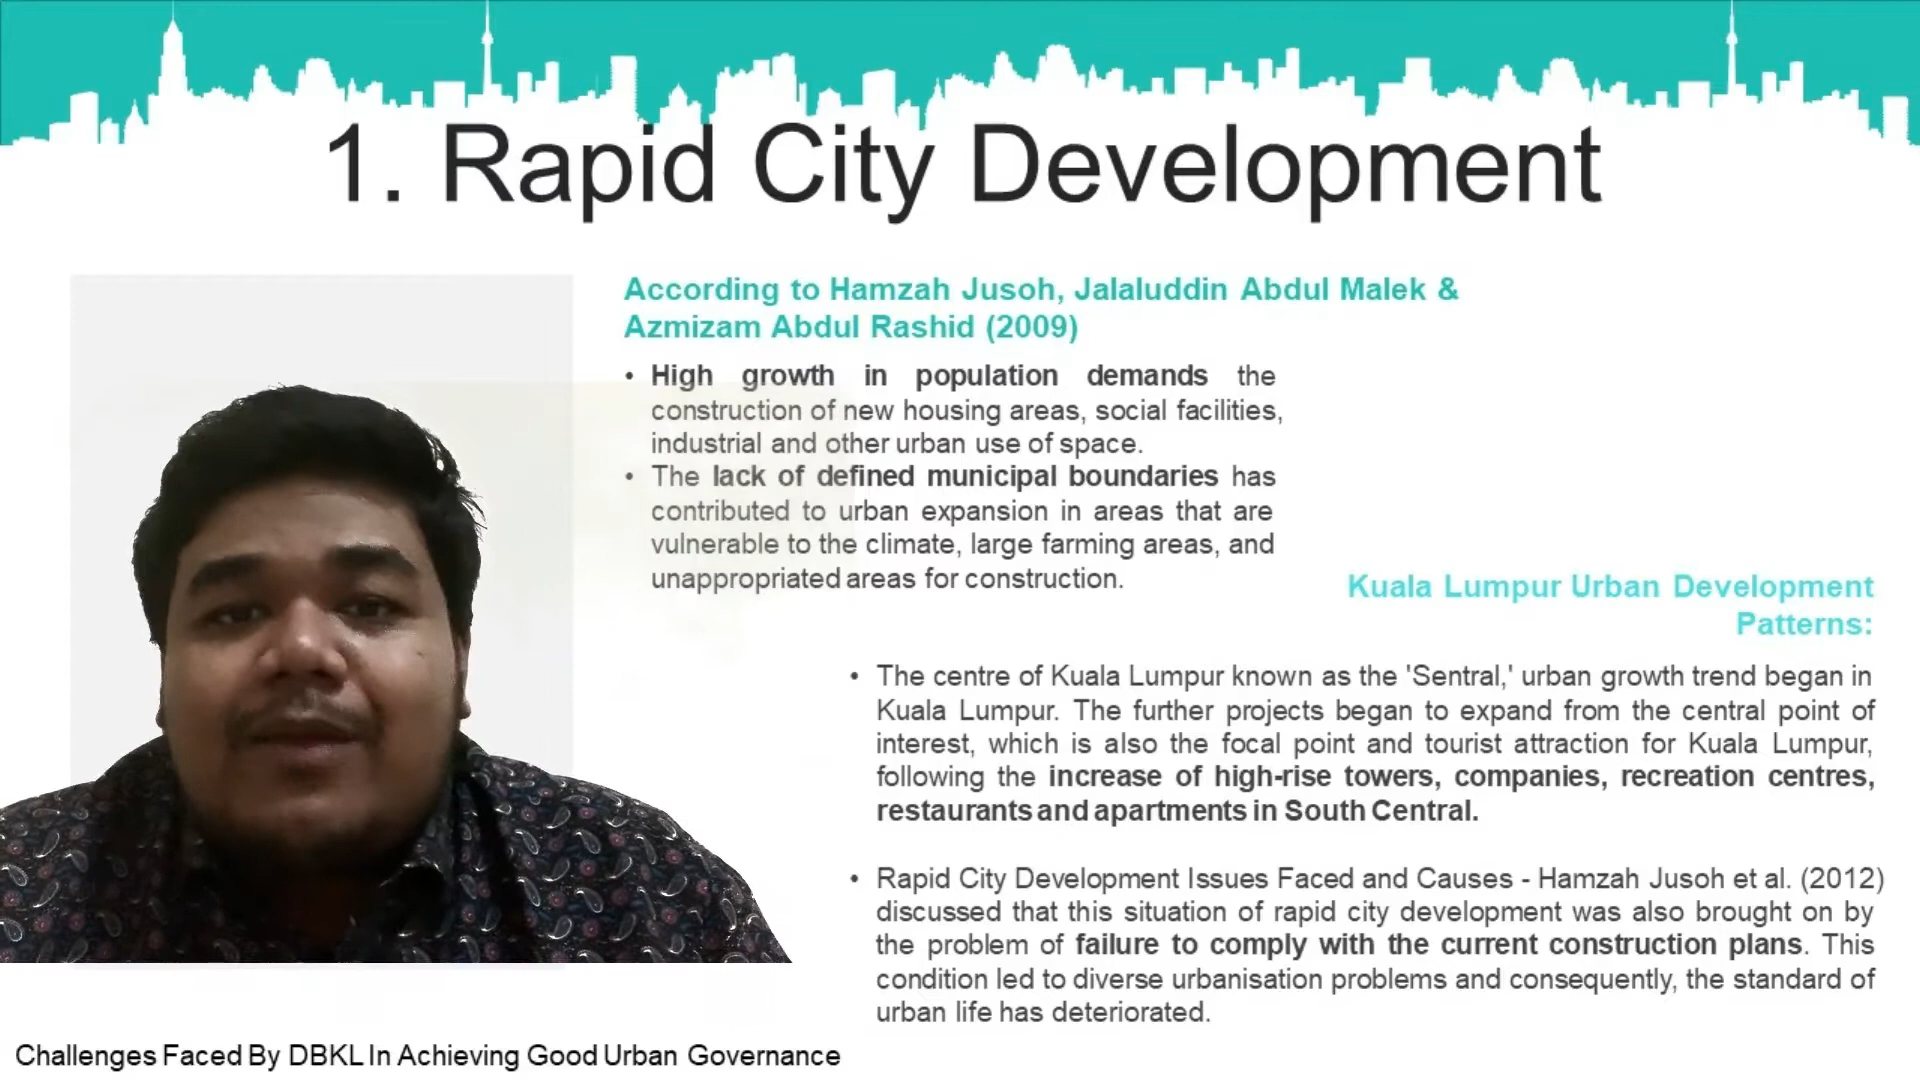 1. Rapid City Development
According to Hamzah Jusoh, Jalaluddin Abdul Malek &
Azmizam Abdul Rashid (2009)
• High growth in population demands the
construction of new housing areas, social facilities,
industrial and other urban use of space.
• The lack of defined municipal boundaries has
contributed to urban expansion in areas that are
vulnerable to the climate, large farming areas, and
unappropriated areas for construction.
Kuala Lumpur Urban Development
Patterns:
• The centre of Kuala Lumpur known as the 'Sentral,' urban growth trend began in
Kuala Lumpur. The further projects began to expand from the central point of
interest, which is also the focal point and tourist attraction for Kuala Lumpur,
following the increase of high-rise towers, companies, recreation centres,
restaurants and apartments in South Central.
• Rapid City Development Issues Faced and Causes - Hamzah Jusoh et al. (2012)
discussed that this situation of rapid city development was also brought on by
the problem of failure to comply with the current construction plans. This
condition led to diverse urbanisation problems and consequently, the standard of
urban life has deteriorated.
Challenges Faced By DBKL In Achieving Good Urban Governance